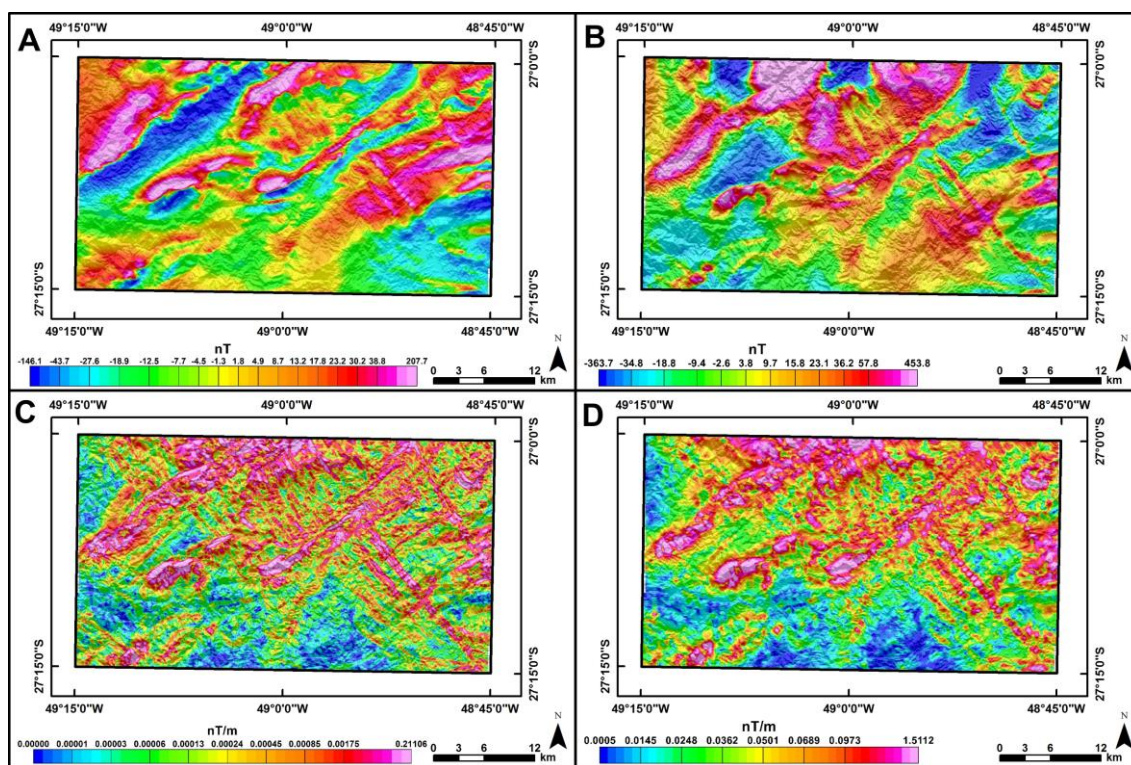 A
49°15'0"W 49°0'0"W 48°45'0"W
27°0'0"S
27°15'0"S
27°15'0"S
49°15'0"W 49°0'0"W 48°45'0"W
nT
-146.1 -43.7 -27.6 -18.9 -12.5 -7.7 -4.5 -1.3 1.8 4.9 8.7 13.2 17.8 23.2 30.2 38.8 207.7
N
0 3 6 12
km
B
49°15'0"W 49°0'0"W 48°45'0"W
27°0'0"S
27°15'0"S
27°15'0"S
49°15'0"W 49°0'0"W 48°45'0"W
nT
-363.7 -34.8 -18.8 -9.4 -2.6 3.8 9.7 15.8 23.1 36.2 57.8 453.8
N
0 3 6 12
km
C
49°15'0"W 49°0'0"W 48°45'0"W
27°0'0"S
27°15'0"S
27°15'0"S
49°15'0"W 49°0'0"W 48°45'0"W
nT/m
0.00000 0.00001 0.00003 0.00006 0.00013 0.00024 0.00045 0.00085 0.00175 0.21106
N
0 3 6 12
km
D
49°15'0"W 49°0'0"W 48°45'0"W
27°0'0"S
27°15'0"S
27°15'0"S
49°15'0"W 49°0'0"W 48°45'0"W
nT/m
0.0005 0.0145 0.0248 0.0362 0.0501 0.0689 0.0973 1.5112
N
0 3 6 12
km